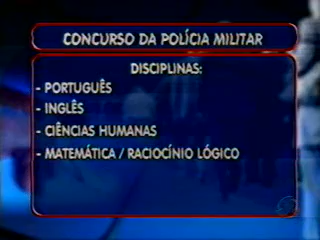 CONCURSO DA POLÍCIA MILITAR
DISCIPLINAS:
- PORTUGUÊS
- INGLÊS
- CIÊNCIAS HUMANAS
- MATEMÁTICA / RACIOCÍNIO LÓGICO